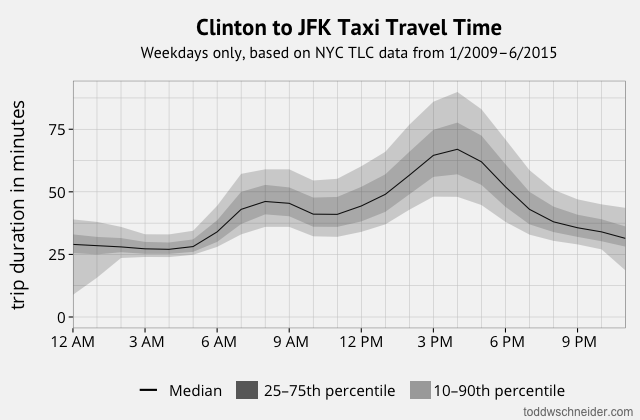 Clinton to JFK Taxi Travel Time
Weekdays only, based on NYC TLC data from 1/2009–6/2015
trip duration in minutes
75
50
25
0
12 AM 3 AM 6 AM 9 AM 12 PM 3 PM 6 PM 9 PM
Median 25–75th percentile 10–90th percentile
toddwschneider.com